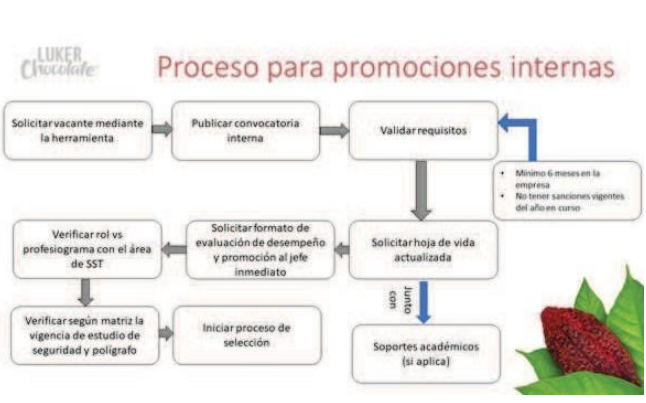 LUKER
Chocolate
Proceso para promociones internas
Solicitar vacante mediante
la herramienta
Publicar convocatoria
interna
Validar requisitos
• Mínimo 6 meses en la
empresa
• No tener sanciones vigentes
del año en curso
Verificar rol vs
profesiograma con el área
de SST
Solicitar formato de
evaluación de desempeño
y promoción al jefe
inmediato
Solicitar hoja de vida
actualizada
Junto
con
Verificar según matriz la
vigencia de estudio de
seguridad y polígrafo
Iniciar proceso de
selección
Soportes académicos
(si aplica)